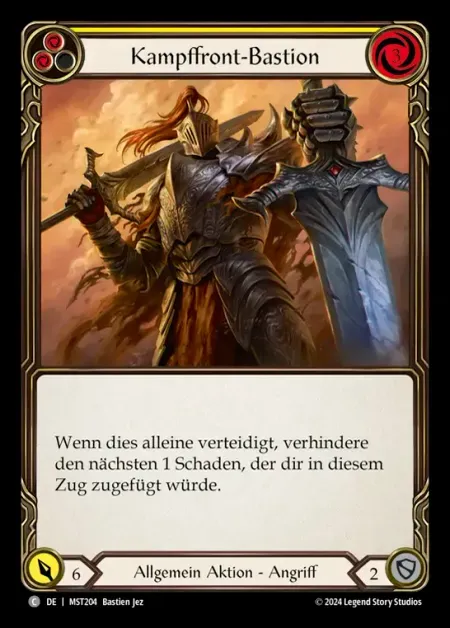 Kampffront-Bastion
3
Wenn dies alleine verteidigt, verhindere
den nächsten 1 Schaden, der dir in diesem
Zug zugefügt würde.
6
Allgemein Aktion - Angriff
2
C DE | MST204 Bastien Jez
© 2024 Legend Story Studios